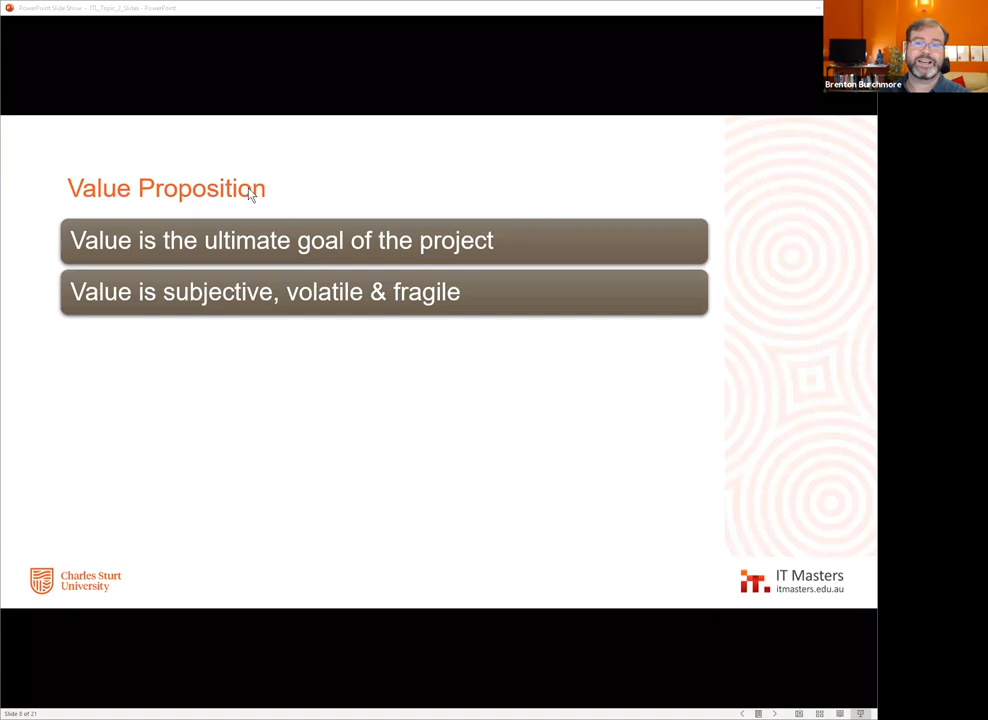 PowerPoint Slide Show - ITL_Topic_2_Slides - PowerPoint
Brenton Burchmore
Value Proposition
Value is the ultimate goal of the project
Value is subjective, volatile & fragile
Charles Sturt
University
iT.
IT Masters
itmasters.edu.au
Slide 8 of 21